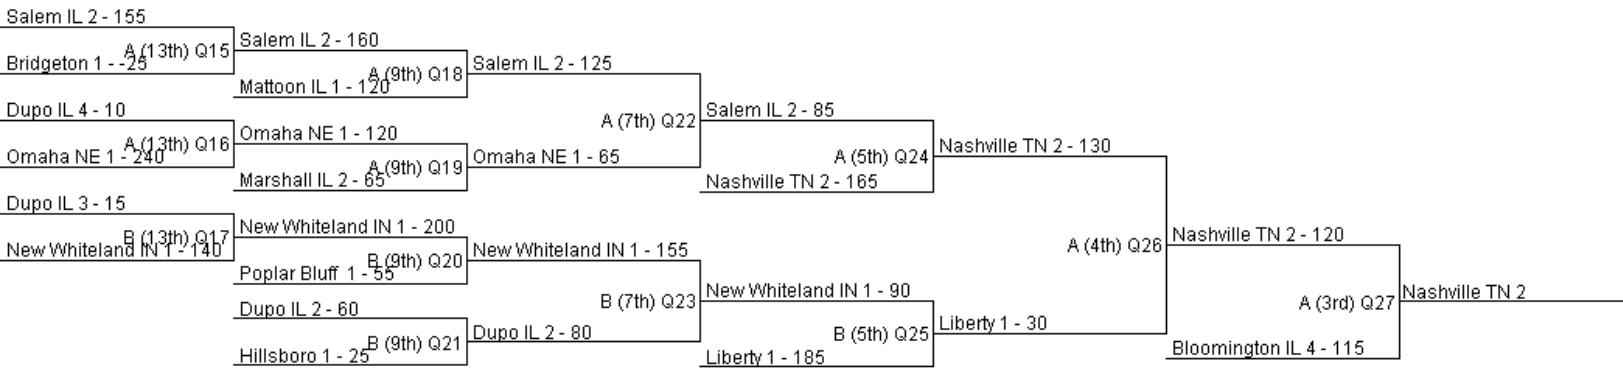 Salem IL 2 - 155
A (13th) Q15
Bridgeton 1 - -25
Salem IL 2 - 160
A (9th) Q18
Mattoon IL 1 - 120
Salem IL 2 - 125
Dupo IL 4 - 10
A (13th) Q16
Omaha NE 1 - 240
Omaha NE 1 - 120
A (9th) Q19
Marshall IL 2 - 65
Omaha NE 1 - 65
A (7th) Q22
Salem IL 2 - 85
A (5th) Q24
Nashville TN 2 - 165
Nashville TN 2 - 130
Dupo IL 3 - 15
B (13th) Q17
New Whiteland IN 1 - 140
New Whiteland IN 1 - 200
B (9th) Q20
Poplar Bluff 1 - 55
New Whiteland IN 1 - 155
Dupo IL 2 - 60
B (9th) Q21
Hillsboro 1 - 25
Dupo IL 2 - 80
B (7th) Q23
New Whiteland IN 1 - 90
B (5th) Q25
Liberty 1 - 185
Liberty 1 - 30
A (4th) Q26
Nashville TN 2 - 120
A (3rd) Q27
Bloomington IL 4 - 115
Nashville TN 2